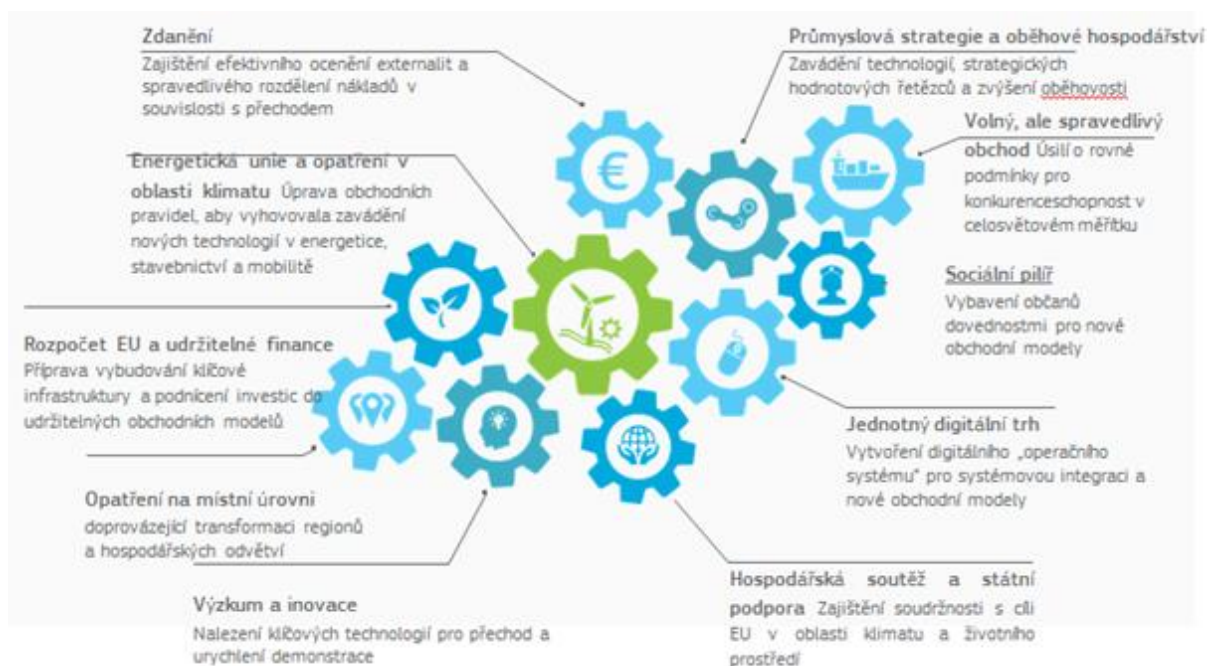 Zdanění
Zajištění efektivního ocenění externalit a
spravedlivého rozdělení nákladů v
souvislosti s přechodem
Průmyslová strategie a oběhové hospodářství
Zavádění technologií, strategických
hodnotových řetězců a zvýšení oběhovosti
Energetická unie a opatření v
oblasti klimatu Úprava obchodních
pravidel, aby vyhovovala zavádění
nových technologií v energetice,
stavebnictví a mobilitě
Volný, ale spravedlivý
obchod Úsilí o rovné
podmínky pro
konkurenceschopnost v
celosvětovém měřítku
Sociální pilíř
Vybavení občanů
dovednostmi pro nové
obchodní modely
Rozpočet EU a udržitelné finance
Příprava vybudování klíčové
infrastruktury a podnícení investic do
udržitelných obchodních modelů
Jednotný digitální trh
Vytvoření digitálního „operačního
systému“ pro systémovou integraci a
nové obchodní modely
Opatření na místní úrovni
doprovázející transformaci regionů
a hospodářských odvětví
Výzkum a inovace
Nalezení klíčových technologií pro přechod a
urychlení demonstrace
Hospodářská soutěž a státní
podpora Zajištění soudržnosti s cíli
EU v oblasti klimatu a životního
prostředí
€